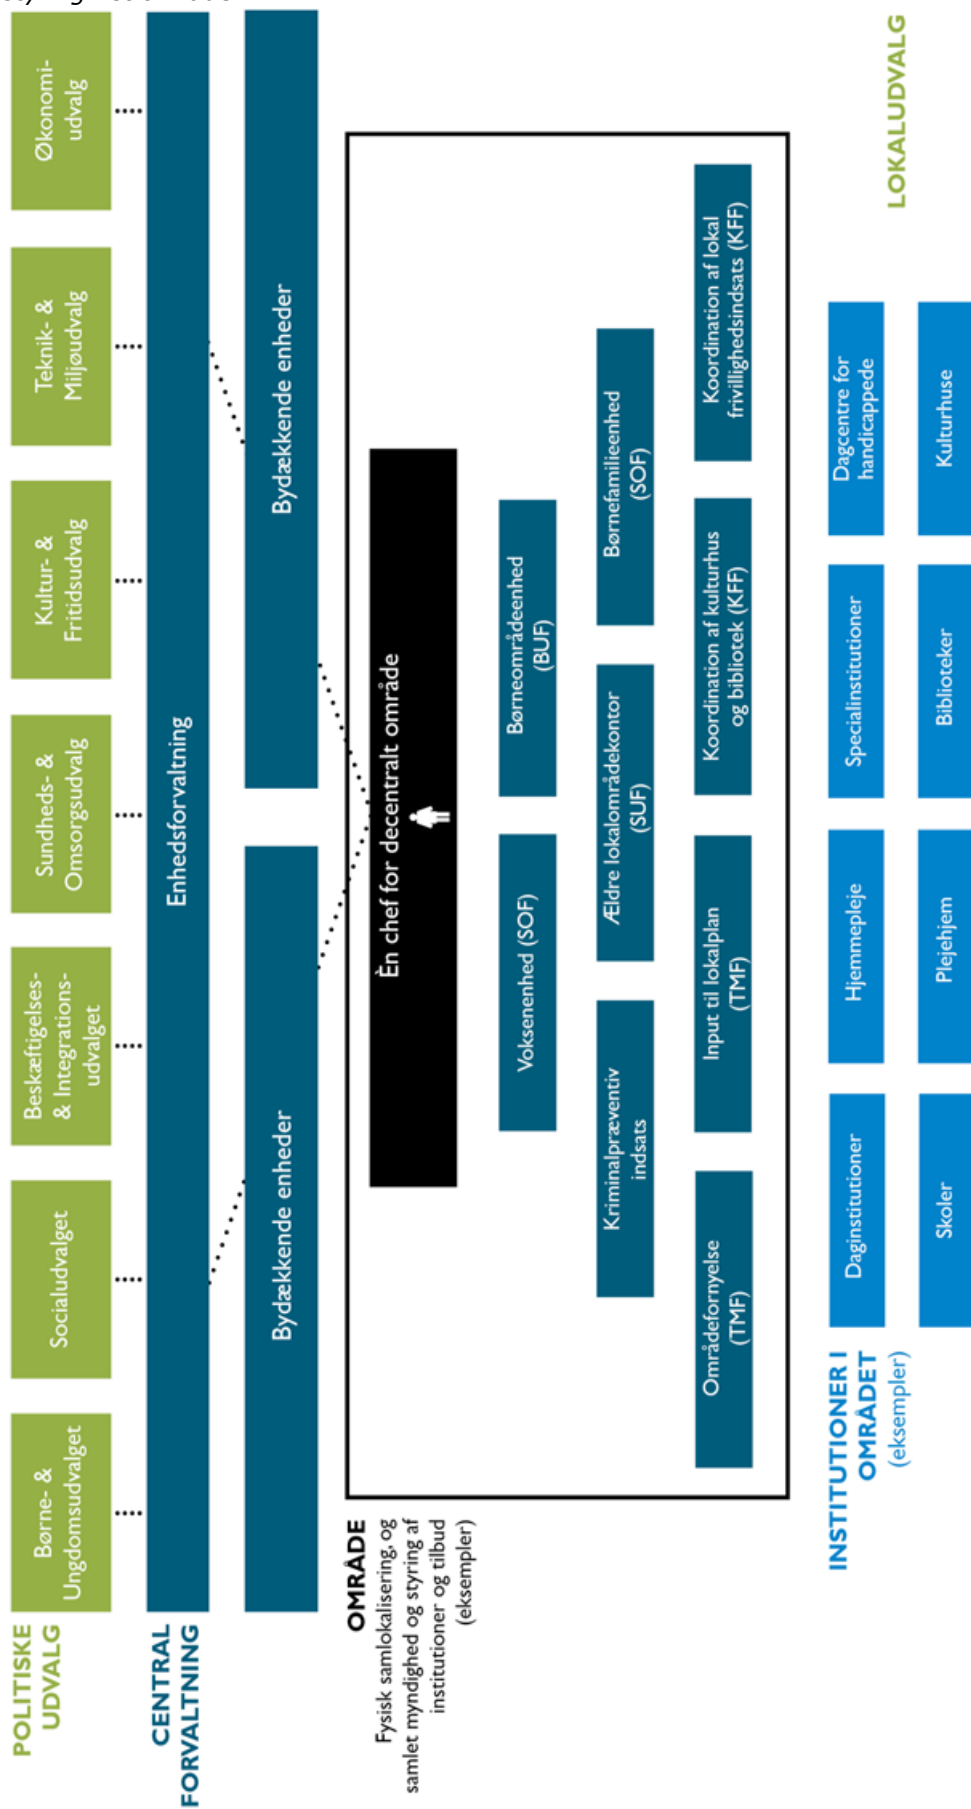 POLITISKE
UDVALG
Børne- &
Ungdomsudvalget
Socialudvalget
Beskæftigelses-
& Integrations-
udvalget
Sundheds- &
Omsorgsudvalg
Kultur- &
Fritidsudvalg
Teknik- &
Miljøudvalg
Økonomi-
udvalg
CENTRAL
FORVALTNING
Enhedsforvaltning
Bydækkende enheder
Bydækkende enheder
OMRÅDE
Fysisk samlokalisering, og
samlet myndighed og styring af
institutioner og tilbud
(eksempler)
Èn chef for decentralt område
Voksenenhed (SOF)
Børneområdeenhed
(BUF)
Kriminalpræventiv
indsats
Ældre lokalområdekontor
(SUF)
Børnefamilieenhed
(SOF)
Områdefornyelse
(TMF)
Input til lokalplan
(TMF)
Koordination af kulturhus
og bibliotek (KFF)
Koordination af lokal
frivillighedsindsats (KFF)
INSTITUTIONER I
OMRÅDET
(eksempler)
Daginstitutioner
Hjemmepleje
Specialinstitutioner
Dagcentre for
handicappede
Skoler
Plejehjem
Biblioteker
Kulturhuse
LOKALUDVALG